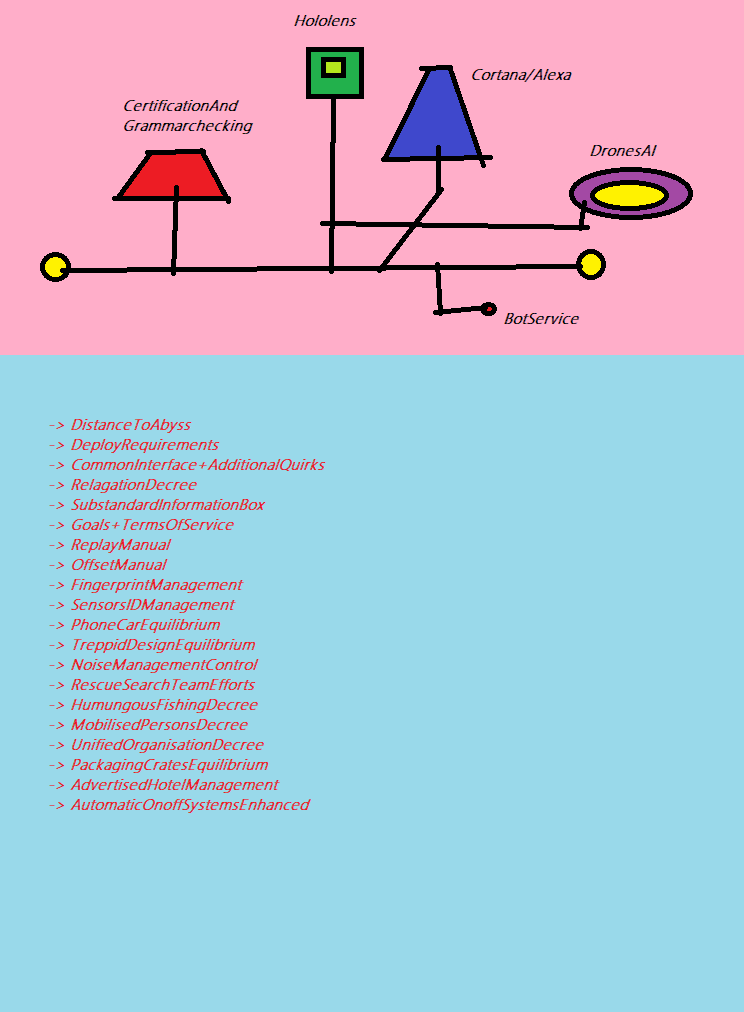 Hololens
Cortana/Alexa
CertificationAnd
Grammarchecking
DronesAI
BotService
-> DistanceToAbyss
-> DeployRequirements
-> CommonInterface+AdditionalQuirks
-> RelagationDecree
-> SubstandardInformationBox
-> Goals+TermsOfService
-> ReplayManual
-> OffsetManual
-> FingerprintManagement
-> SensorsIDManagement
-> PhoneCarEquilibrium
-> TreppidDesignEquilibrium
-> NoiseManagementControl
-> RescueSearchTeamEfforts
-> HumungousFishingDecree
-> MobilisedPersonsDecree
-> UnifiedOrganisationDecree
-> PackagingCratesEquilibrium
-> AdvertisedHotelManagement
-> AutomaticOnoffSystemsEnhanced